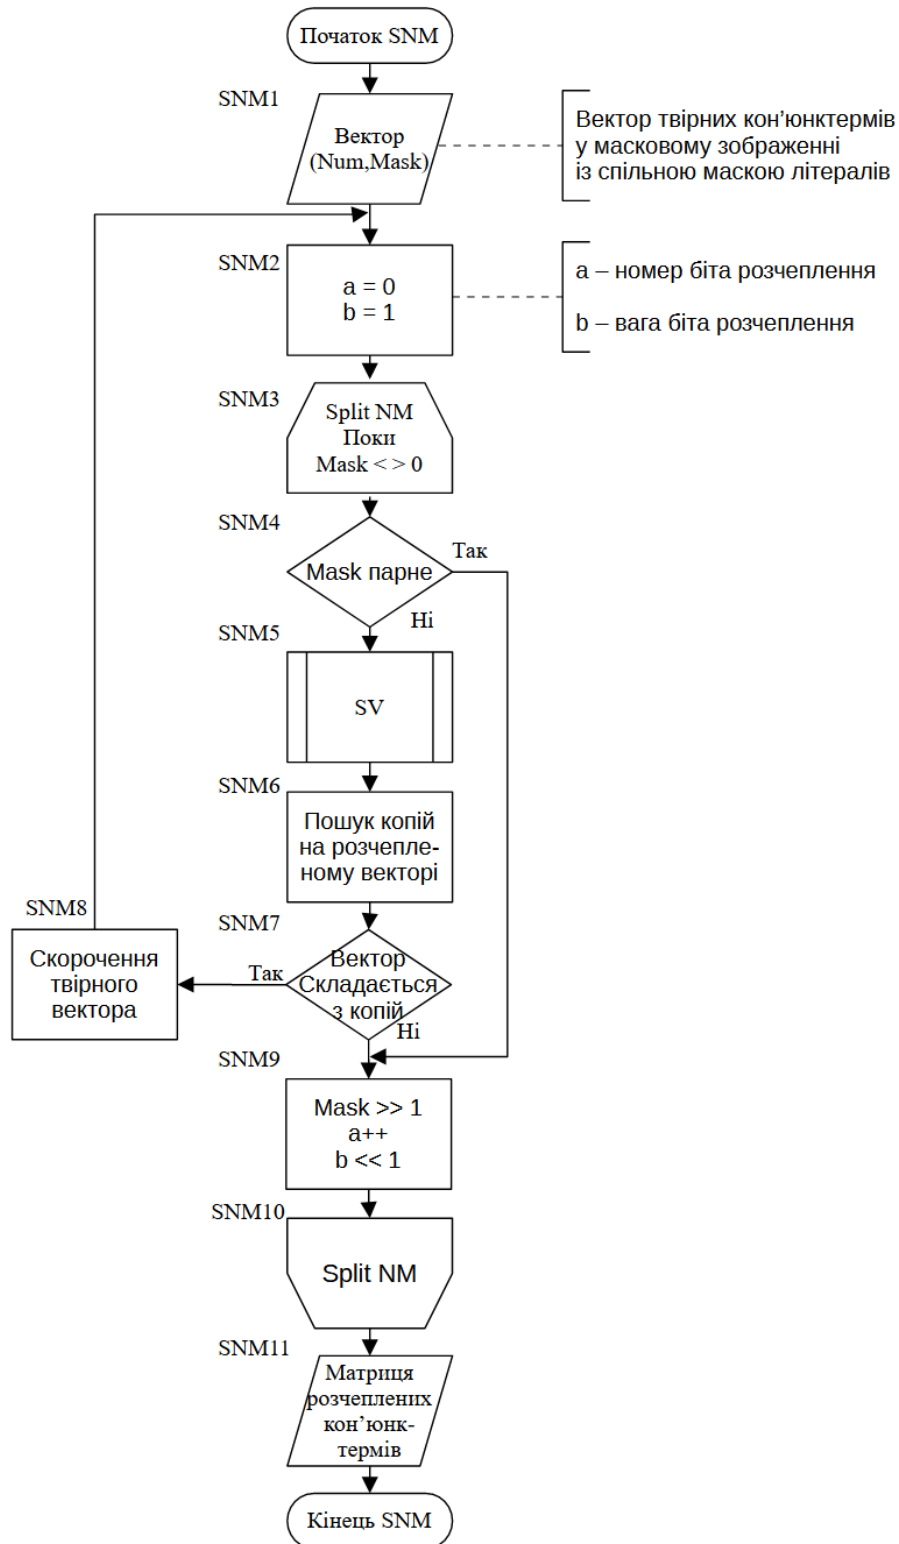 Початок SNM
SNM1
Вектор
(Num,Mask)
Вектор твірних кон’юнктермів
у масковому зображенні
із спільною маскою літералів
SNM2
a = 0
b = 1
a – номер біта розчеплення
b – вага біта розчеплення
SNM3
Split NM
Поки
Mask < > 0
SNM4
Mask парне
Так
Ні
SNM5
SV
SNM6
Пошук копій
на розчепле-
ному векторі
SNM7
Вектор
Складається
з копій
Так
Ні
SNM8
Скорочення
твірного
вектора
SNM9
Mask >> 1
a++
b << 1
SNM10
Split NM
SNM11
Матриця
розчеплених
кон’юнк-
термів
Кінець SNM